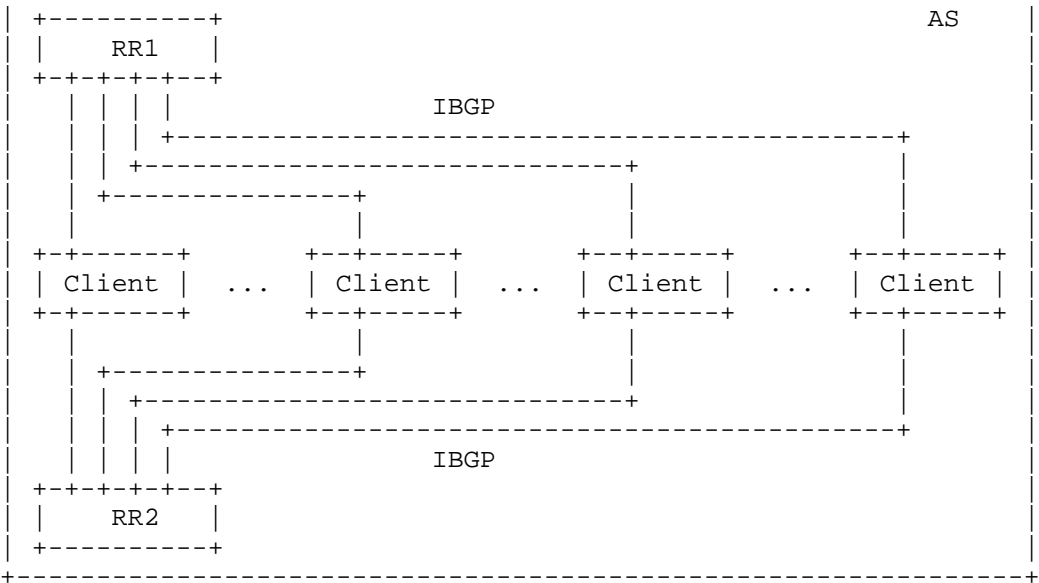 AS
RR1
IBGP
Client ... Client ... Client ... Client
IBGP
RR2